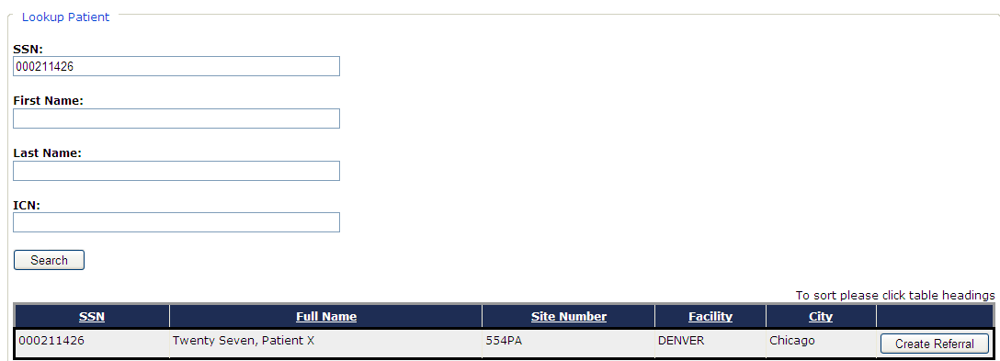 Lookup Patient
SSN:
000211426
First Name:
Last Name:
ICN:
Search
To sort please click table headings
SSN Full Name Site Number Facility City
000211426 Twenty Seven, Patient X 554PA DENVER Chicago Create Referral